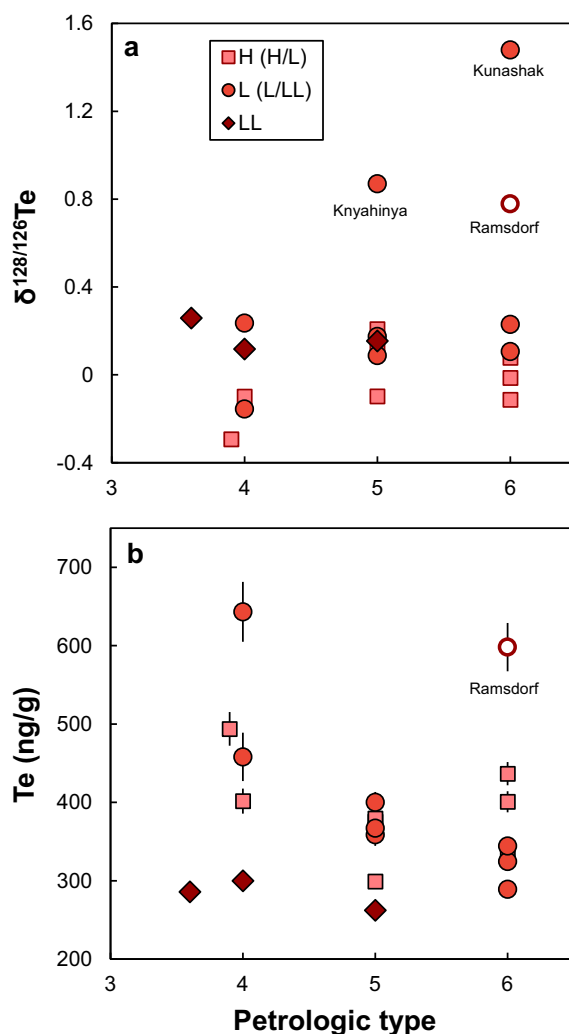 a
H (H/L)
L (L/LL)
LL
Kunashak
Knyahinya
Ramsdorf
δ128/126Te
1.6
1.2
0.8
0.4
0
-0.4
3 4 5 6
b
Ramsdorf
Te (ng/g)
700
600
500
400
300
200
3 4 5 6
Petrologic type